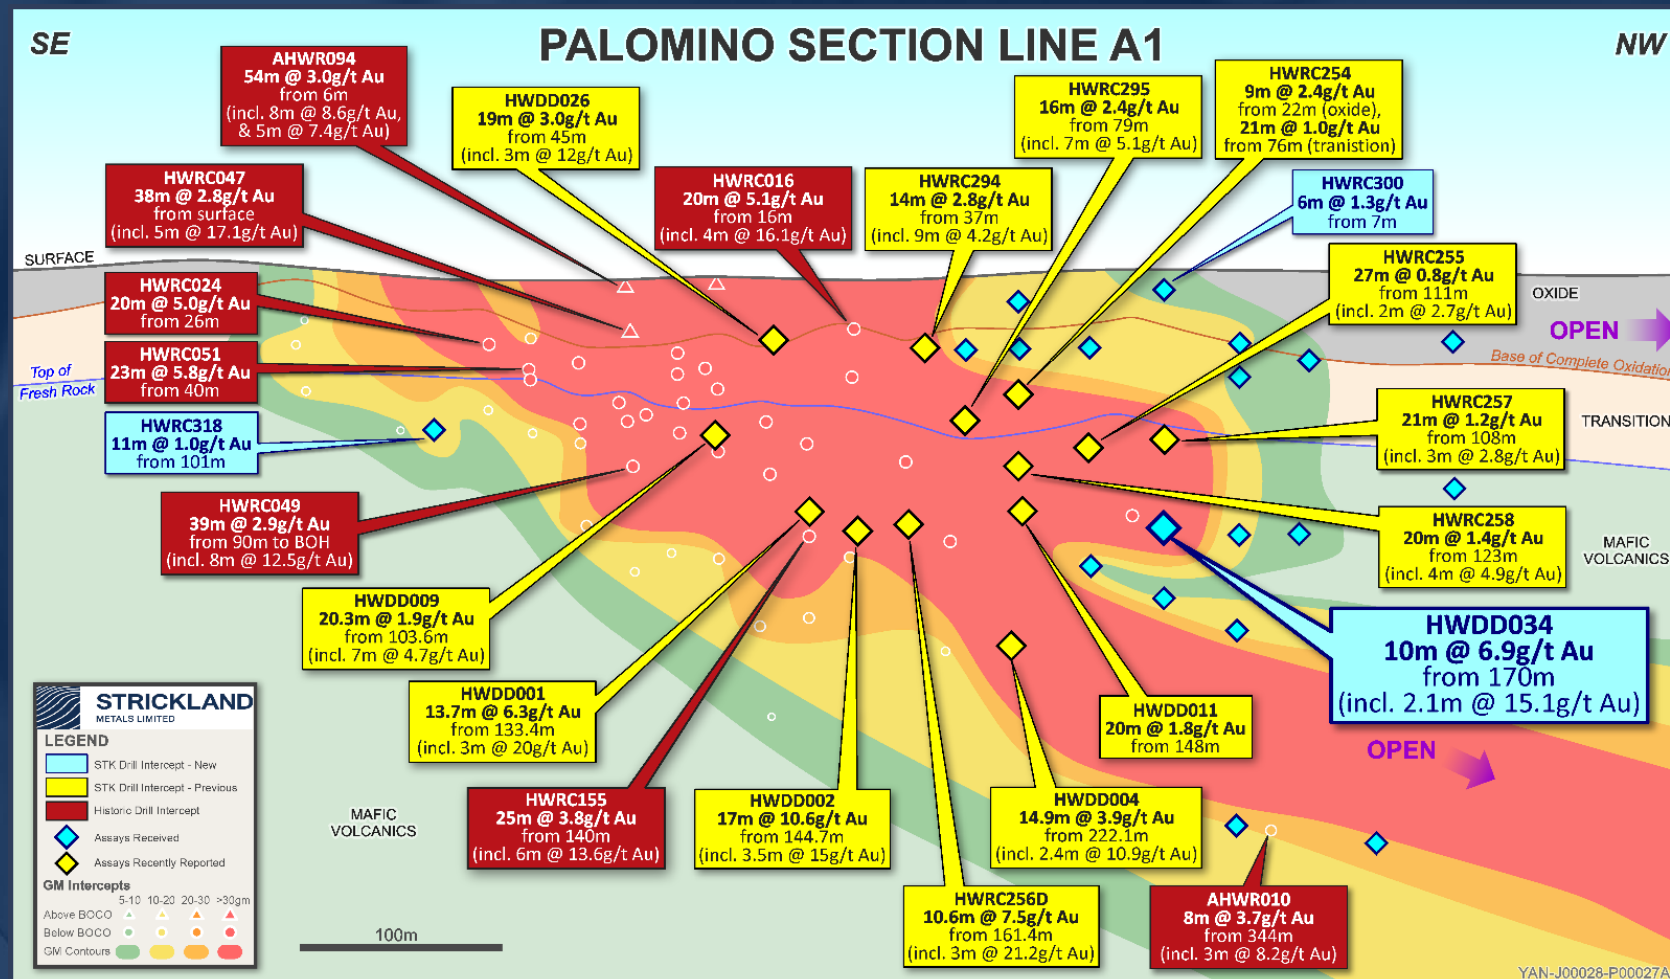 SE
PALOMINO SECTION LINE A1
NW
AHWR094
54m @ 3.0g/t Au
from 6m
(incl. 8m @ 8.6g/t Au,
& 5m @ 7.4g/t Au)
HWDD026
19m @ 3.0g/t Au
from 45m
(incl. 3m @ 12g/t Au)
HWRC295
16m @ 2.4g/t Au
from 79m
(incl. 7m @ 5.1g/t Au)
HWRC254
9m @ 2.4g/t Au
from 22m (oxide),
21m @ 1.0g/t Au
from 76m (tranistion)
HWRC047
38m @ 2.8g/t Au
from surface
(incl. 5m @ 17.1g/t Au)
HWRC016
20m @ 5.1g/t Au
from 16m
(incl. 4m @ 16.1g/t Au)
HWRC294
14m @ 2.8g/t Au
from 37m
(incl. 9m @ 4.2g/t Au)
HWRC300
6m @ 1.3g/t Au
from 7m
SURFACE
HWRC255
27m @ 0.8g/t Au
from 111m
(incl. 2m @ 2.7g/t Au)
HWRC024
20m @ 5.0g/t Au
from 26m
OXIDE
OPEN
HWRC051
23m @ 5.8g/t Au
from 40m
Top of
Fresh Rock
Base of Complete Oxidation
HWRC318
11m @ 1.0g/t Au
from 101m
HWRC257
21m @ 1.2g/t Au
from 108m
(incl. 3m @ 2.8g/t Au)
TRANSITION
HWRC049
39m @ 2.9g/t Au
from 90m to BOH
(incl. 8m @ 12.5g/t Au)
HWRC258
20m @ 1.4g/t Au
from 123m
(incl. 4m @ 4.9g/t Au)
MAFIC
VOLCANICS
HWDD009
20.3m @ 1.9g/t Au
from 103.6m
(incl. 7m @ 4.7g/t Au)
HWDD034
10m @ 6.9g/t Au
from 170m
(incl. 2.1m @ 15.1g/t Au)
HWDD001
13.7m @ 6.3g/t Au
from 133.4m
(incl. 3m @ 20g/t Au)
HWDD011
20m @ 1.8g/t Au
from 148m
OPEN
HWRC155
25m @ 3.8g/t Au
from 140m
(incl. 6m @ 13.6g/t Au)
HWDD002
17m @ 10.6g/t Au
from 144.7m
(incl. 3.5m @ 15g/t Au)
HWDD004
14.9m @ 3.9g/t Au
from 222.1m
(incl. 2.4m @ 10.9g/t Au)
MAFIC
VOLCANICS
HWRC256D
10.6m @ 7.5g/t Au
from 161.4m
(incl. 3m @ 21.2g/t Au)
AHWR010
8m @ 3.7g/t Au
from 344m
(incl. 3m @ 8.2g/t Au)
STRICKLAND
METALS LIMITED
LEGEND
STK Drill Intercept - New
STK Drill Intercept - Previous
Historic Drill Intercept
Assays Received
Assays Recently Reported
GM Intercepts
5-10 10-20 20-30 >30gm
Above BOCO
Below BOCO
GM Contours
100m
YAN-J00028-P00027A